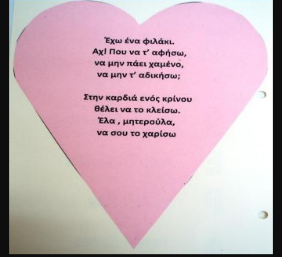 Έχω ένα φιλάκι.
Αχ! Που να τ' αφήσω,
να μην πάει χαμένο,
να μην τ' αδικήσω;
Στην καρδιά ενός κρίνου
θέλει να το κλείσω.
Έλα , μητερούλα,
να σου το χαρίσω